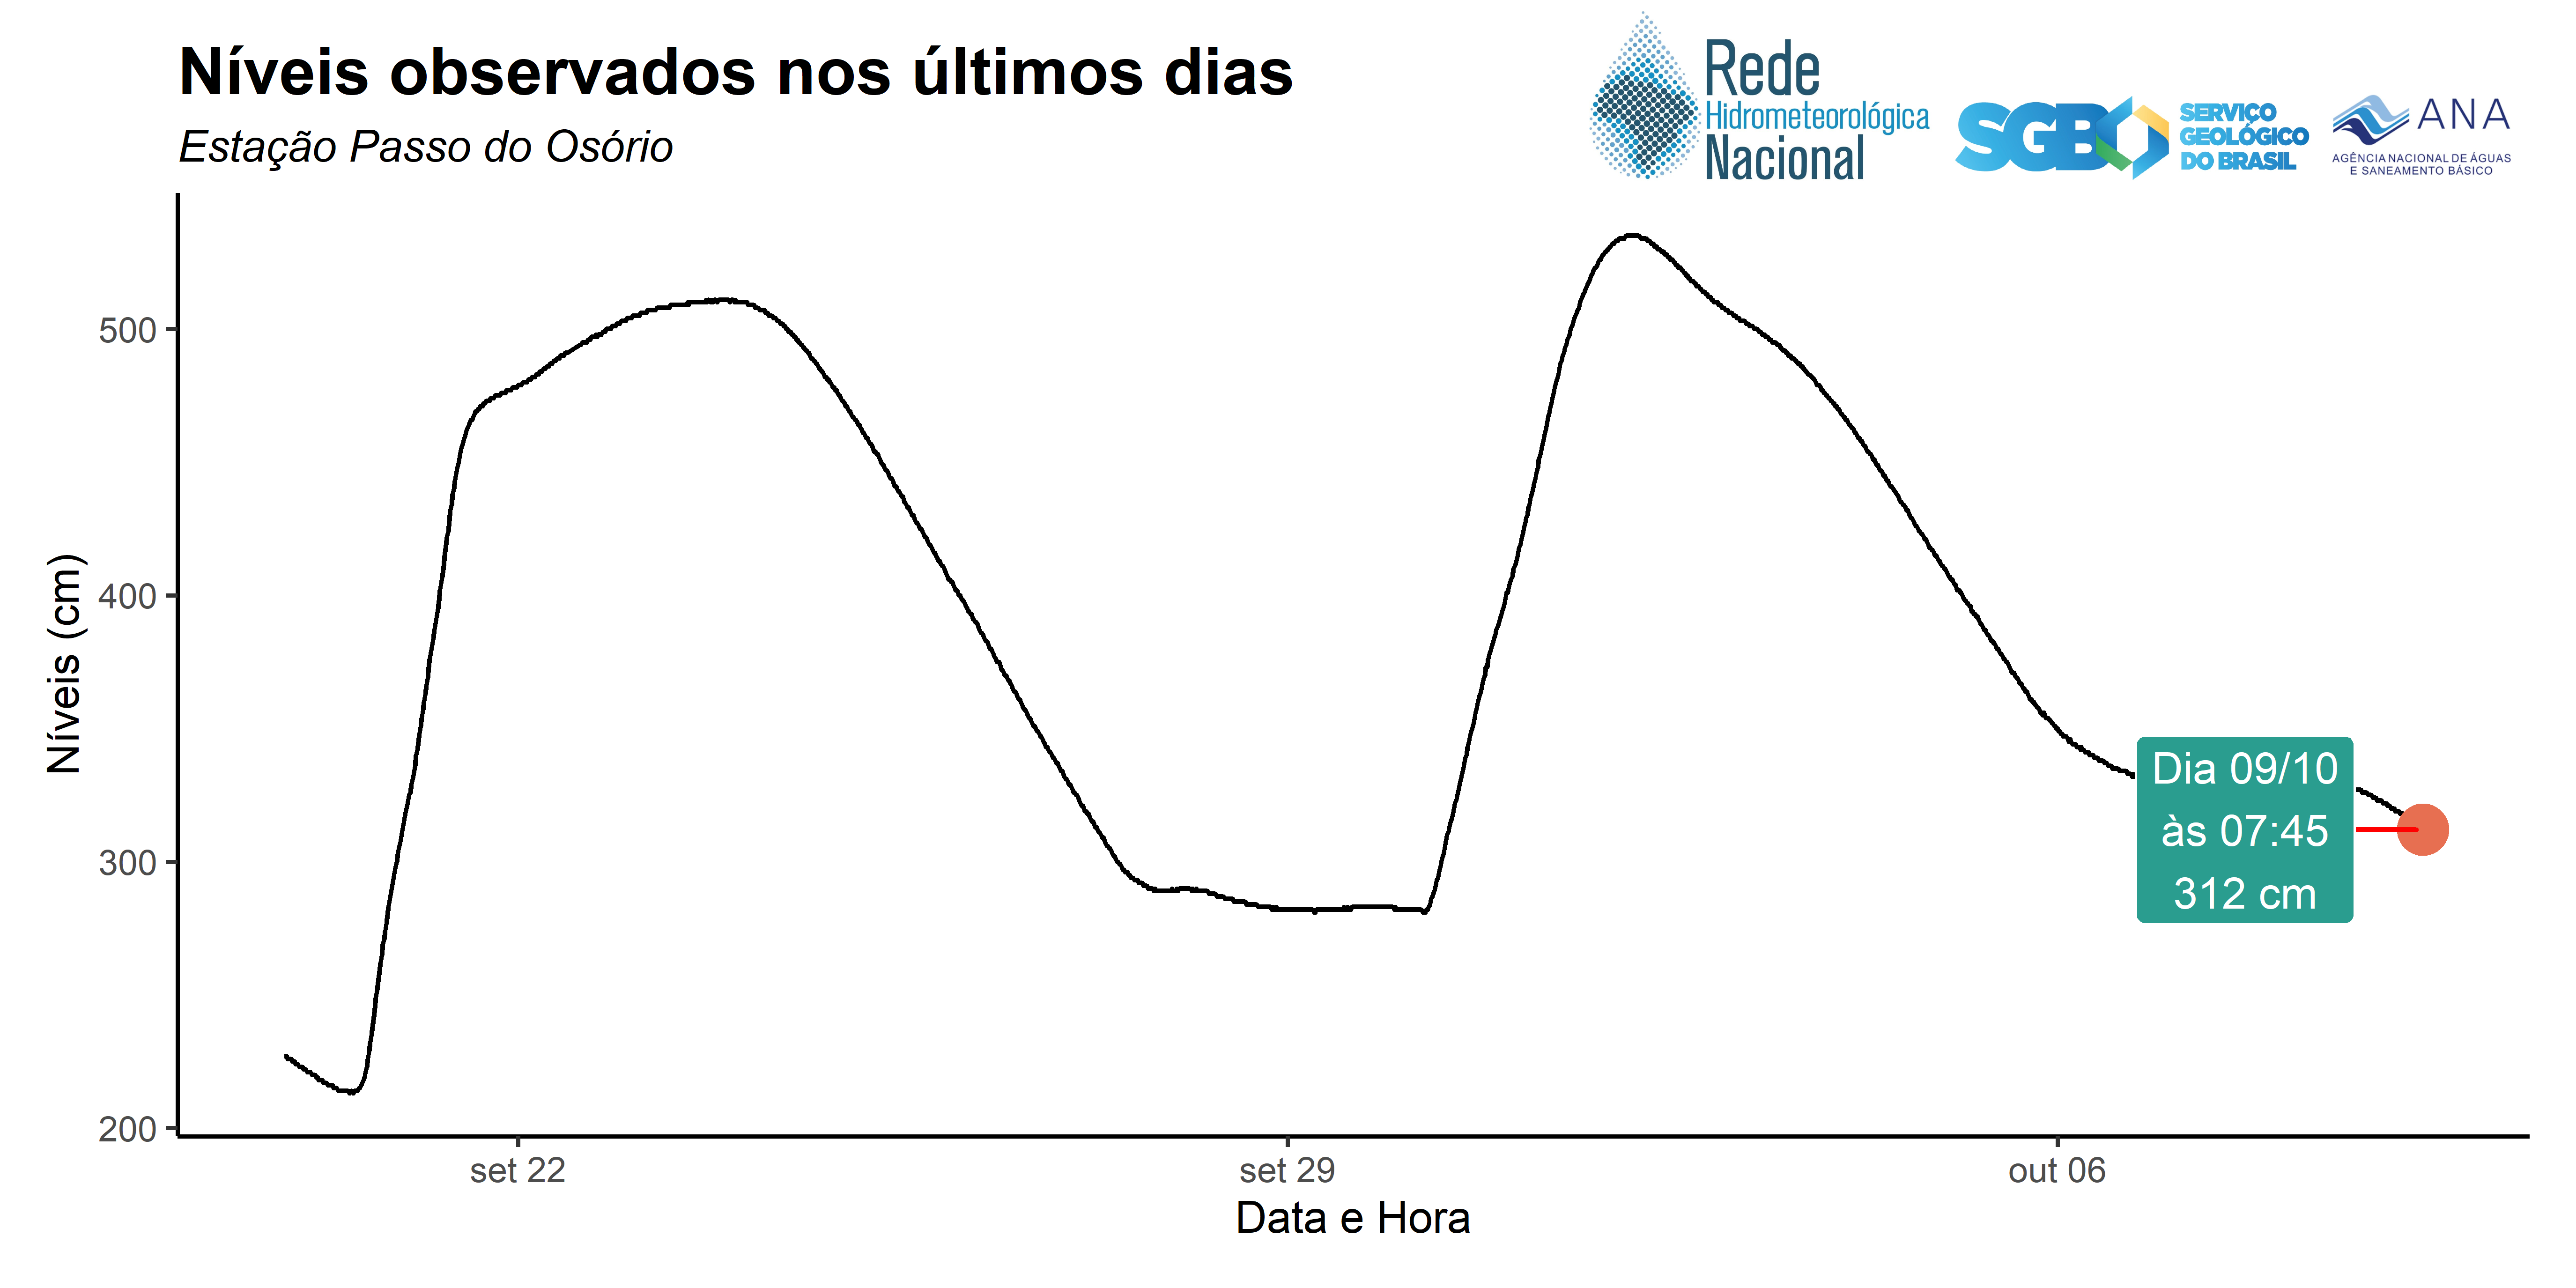 Níveis observados nos últimos dias
Estação Passo do Osório
Rede
Hidrometeorológica
Nacional
SGB
SERVIÇO
GEOLÓGICO
DO BRASIL
ANA
AGÊNCIA NACIONAL DE ÁGUAS
E SANEAMENTO BÁSICO
Níveis (cm)
500
400
300
200
Dia 09/10
às 07:45
312 cm
set 22
set 29
out 06
Data e Hora